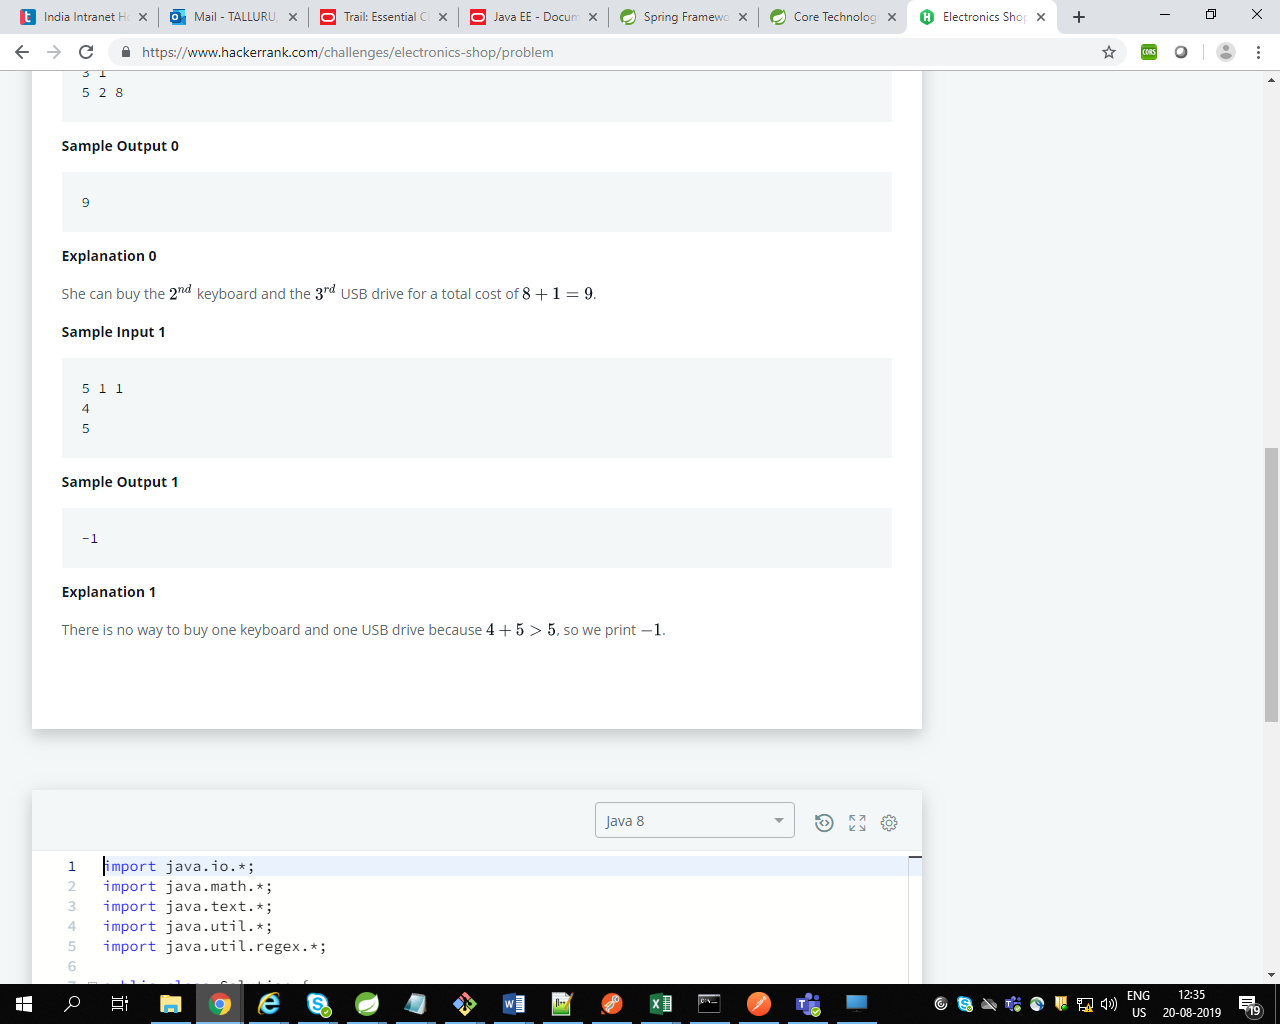 India Intranet Ho
Mail - TALLURU
Trail: Essential C
Java EE - Docum
Spring Framewo
Core Technolog
Electronics Shop
https://www.hackerrank.com/challenges/electronics-shop/problem
CORS
3 1
5 2 8
Sample Output 0
9
Explanation 0
She can buy the 2nd keyboard and the 3rd USB drive for a total cost of 8 + 1 = 9.
Sample Input 1
5 1 1
4
5
Sample Output 1
-1
Explanation 1
There is no way to buy one keyboard and one USB drive because 4 + 5 > 5, so we print −1.
Java 8
1 import java.io.*;
2 import java.math.*;
3 import java.text.*;
4 import java.util.*;
5 import java.util.regex.*;
6
7 public class Solution {
ENG
US
12:35
20-08-2019
19